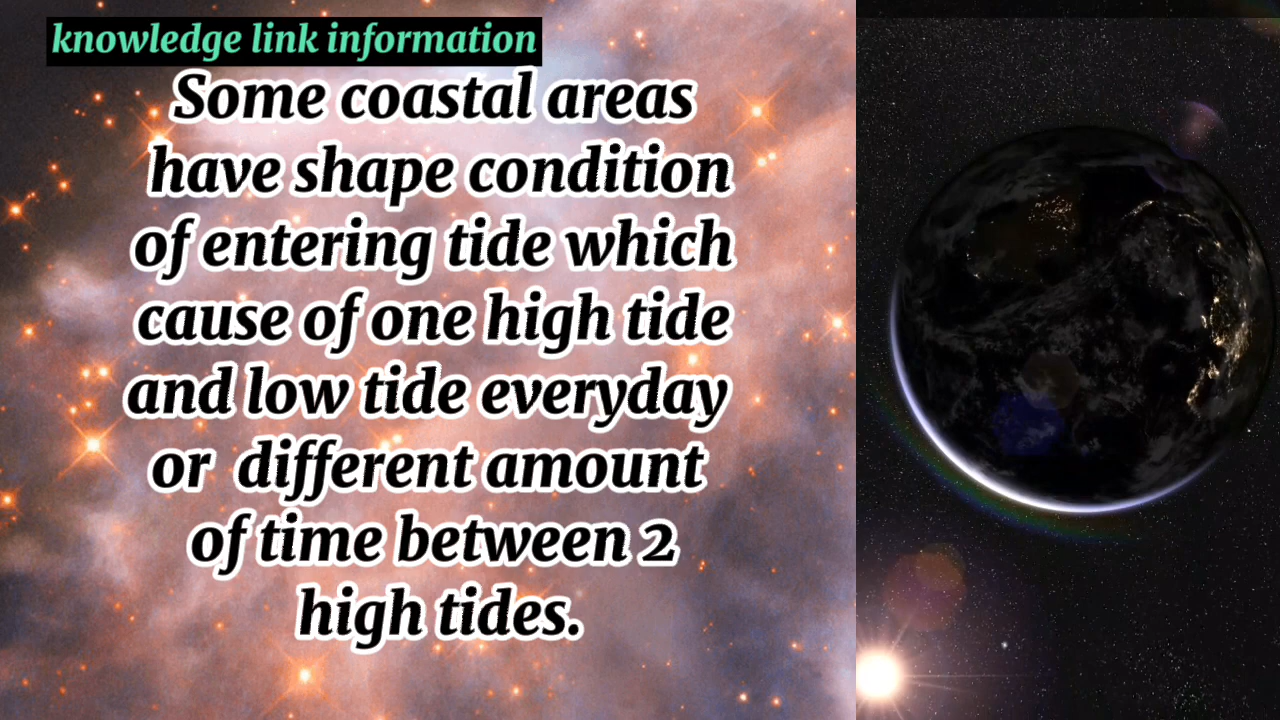 knowledge link information
Some coastal areas
have shape condition
of entering tide which
cause of one high tide
and low tide everyday
or different amount
of time between 2
high tides.